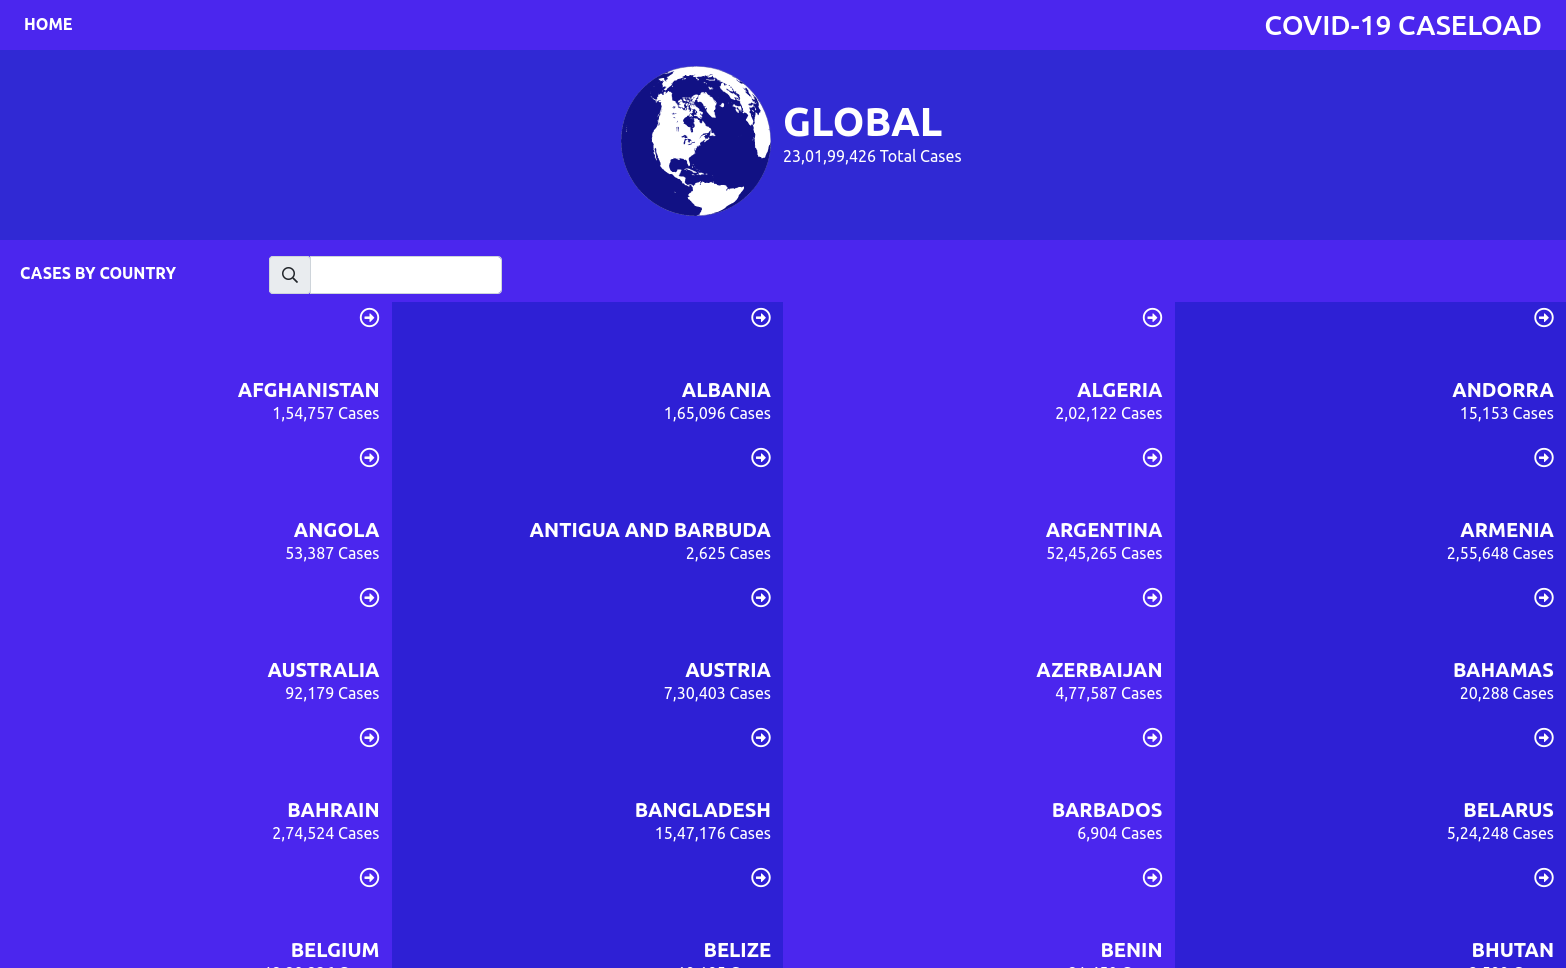 HOME
COVID-19 CASELOAD
GLOBAL
23,01,99,426 Total Cases
CASES BY COUNTRY
AFGHANISTAN
1,54,757 Cases
ALBANIA
1,65,096 Cases
ALGERIA
2,02,122 Cases
ANDORRA
15,153 Cases
ANGOLA
53,387 Cases
ANTIGUA AND BARBUDA
2,625 Cases
ARGENTINA
52,45,265 Cases
ARMENIA
2,55,648 Cases
AUSTRALIA
92,179 Cases
AUSTRIA
7,30,403 Cases
AZERBAIJAN
4,77,587 Cases
BAHAMAS
20,288 Cases
BAHRAIN
2,74,524 Cases
BANGLADESH
15,47,176 Cases
BARBADOS
6,904 Cases
BELARUS
5,24,248 Cases
BELGIUM
BELIZE
BENIN
BHUTAN